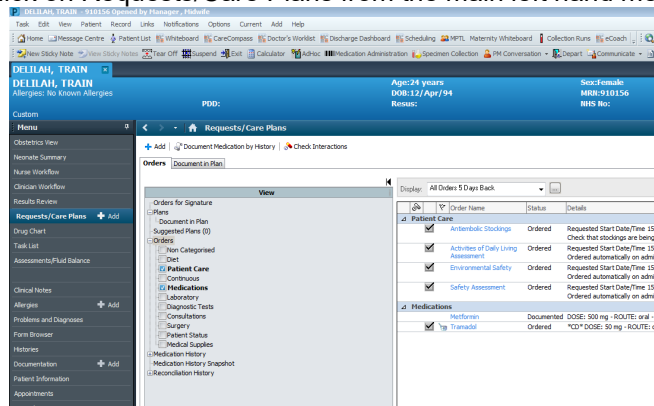 on Requests/Care Plans from the main left hand me
DELILAH, TRAIN - 910156 Opened by Manager, Midwife
Task Edit View Patient Record Links Notifications Options Current Add Help
Home Message Centre Patient List Whiteboard CareCompass Doctor's Worklist Discharge Dashboard Scheduling MPTL Maternity Whiteboard Collection Runs eCoach
New Sticky Note View Sticky Notes Tear Off Suspend Exit Calculator AdHoc Medication Administration Specimen Collection PM Conversation Depart Communicate
DELILAH, TRAIN
DELILAH, TRAIN Age:24 years Sex:Female
Allergies: No Known Allergies DOB:12/Apr/94 MRN:910156
PDD: Resus: NHS No:
Custom
Menu Requests/Care Plans
Obstetrics View
Neonate Summary
Nurse Workflow
Clinician Workflow
Results Review
Requests/Care Plans Add
Drug Chart
Task List
Assessments/Fluid Balance
Clinical Notes
Allergies Add
Problems and Diagnoses
Form Browser
Histories
Documentation Add
Patient Information
Appointments
Add Document Medication by History Check Interactions
Orders Document in Plan
View
Orders for Signature
Plans
Document in Plan
Suggested Plans (0)
Orders
Non Categorised
Diet
Patient Care
Continuous
Medications
Laboratory
Diagnostic Tests
Consultations
Surgery
Patient Status
Medical Supplies
Medication History
Medication History Snapshot
Reconciliation History
Display: All Orders 5 Days Back ...
Order Name Status Details
Patient Care
Antiembolic Stockings Ordered Requested Start Date/Time 15
Check that stockings are being
Activities of Daily Living Ordered Requested Start Date/Time 15
Assessment Ordered automatically on admi
Environmental Safety Ordered Requested Start Date/Time 15
Ordered automatically on admi
Safety Assessment Ordered Requested Start Date/Time 15
Ordered automatically on admi
Medications
Metformin Documented DOSE: 500 mg - ROUTE: oral -
Tramadol Ordered *CD* DOSE: 50 mg - ROUTE: o